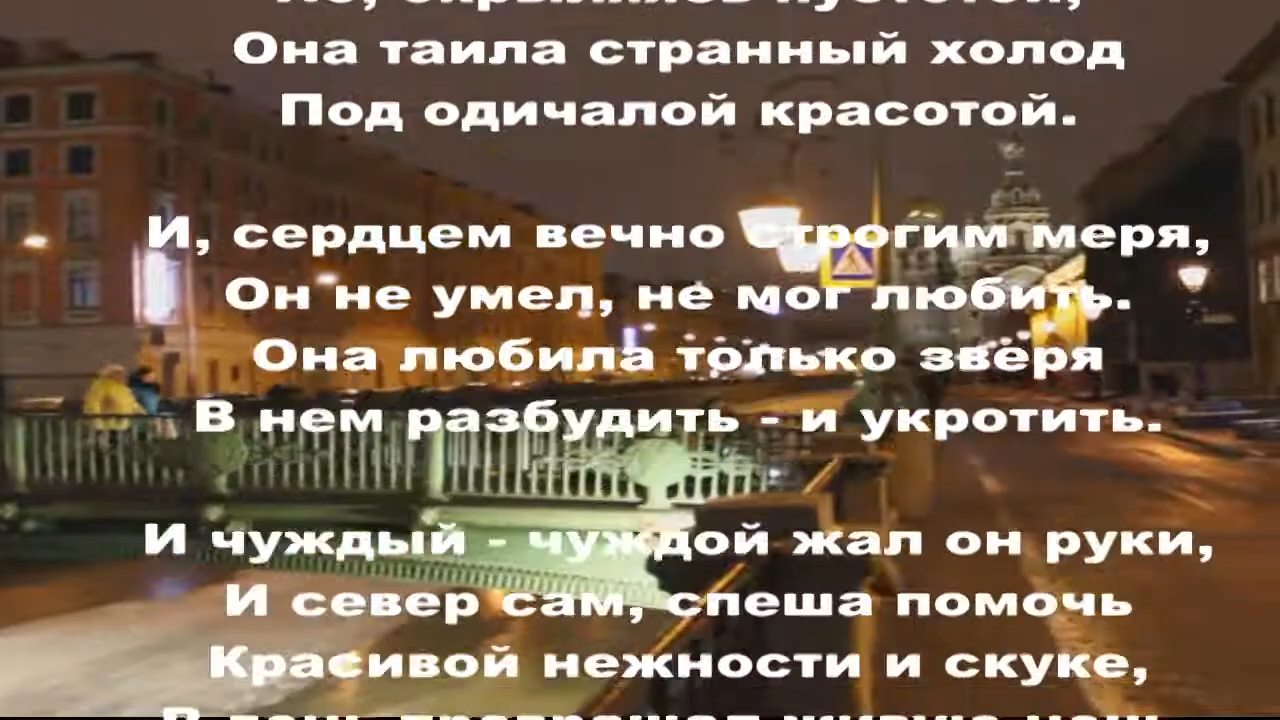 Она таила странный холод
Под одичалой красотой.
И, сердцем вечно строгим меря,
Он не умел, не мог любить.
Она любила только зверя
В нем разбудить - и укротить.
И чуждый - чуждой жал он руки,
И север сам, спеша помочь
Красивой нежности и скуке,